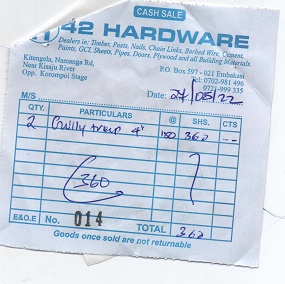 CASH SALE
42 HARDWARE
Dealers in: Timber, Posts, Nails, Chain Links, Barbed Wire, Cement,
Paints, GCI. Sheets, Pipes, Doors, Plywood and all Building Materials
Kitengela, Namanga Rd,
Near Kisaju River
Opp. Korompoi Stage
P.O. Box 597 - 021 Embakasi
Tel: 0702-981 496
0721-999 335
Date: 24/05/22
M/S
QTY. PARTICULARS @ SHS. CTS
2 Gully trap 4" 180 360 --
360
TOTAL 360
E&O.E No. 014
Goods once sold are not returnable